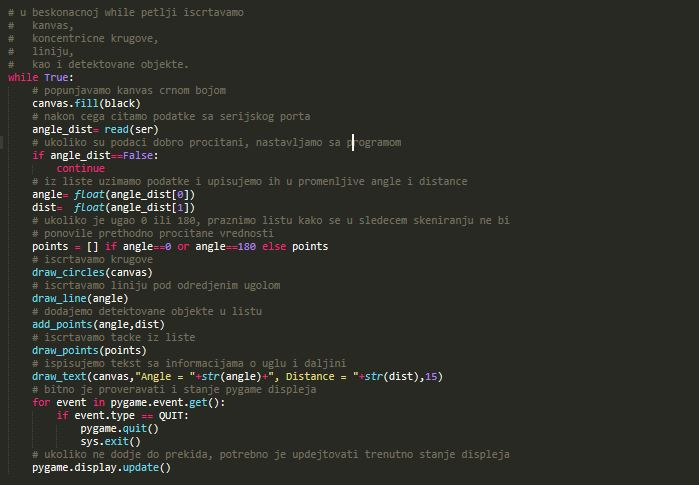 # u beskonacnoj while petlji iscrtavamo
#   kanvas,
#   koncentricne krugove,
#   liniju,
#   kao i detektovane objekte.
while True:
    # popunjavamo kanvas crnom bojom
    canvas.fill(black)
    # nakon cega citamo podatke sa serijskog porta
    angle_dist= read(ser)
    # ukoliko su podaci dobro procitani, nastavljamo sa programom
    if angle_dist==False:
        continue
    # iz liste uzimamo podatke i upisujemo ih u promenljive angle i distance
    angle= float(angle_dist[0])
    dist=  float(angle_dist[1])
    # ukoliko je ugao 0 ili 180, praznimo listu kako se u sledecem skeniranju ne bi
    # ponovile prethodno procitane vrednosti
    points = [] if angle==0 or angle==180 else points
    # iscrtavamo krugove
    draw_circles(canvas)
    # iscrtavamo liniju pod odredjenim ugolom
    draw_line(angle)
    # dodajemo detektovane objekte u listu
    add_points(angle,dist)
    # iscrtavamo tacke iz liste
    draw_points(points)
    # ispisujemo tekst sa informacijama o uglu i daljini
    draw_text(canvas,"Angle = "+str(angle)+", Distance = "+str(dist),15)
    # bitno je proveravati i stanje pygame displeja
    for event in pygame.event.get():
        if event.type == QUIT:
            pygame.quit()
            sys.exit()
    # ukoliko ne dodje do prekida, potrebno je updejtovati trenutno stanje displeja
    pygame.display.update()